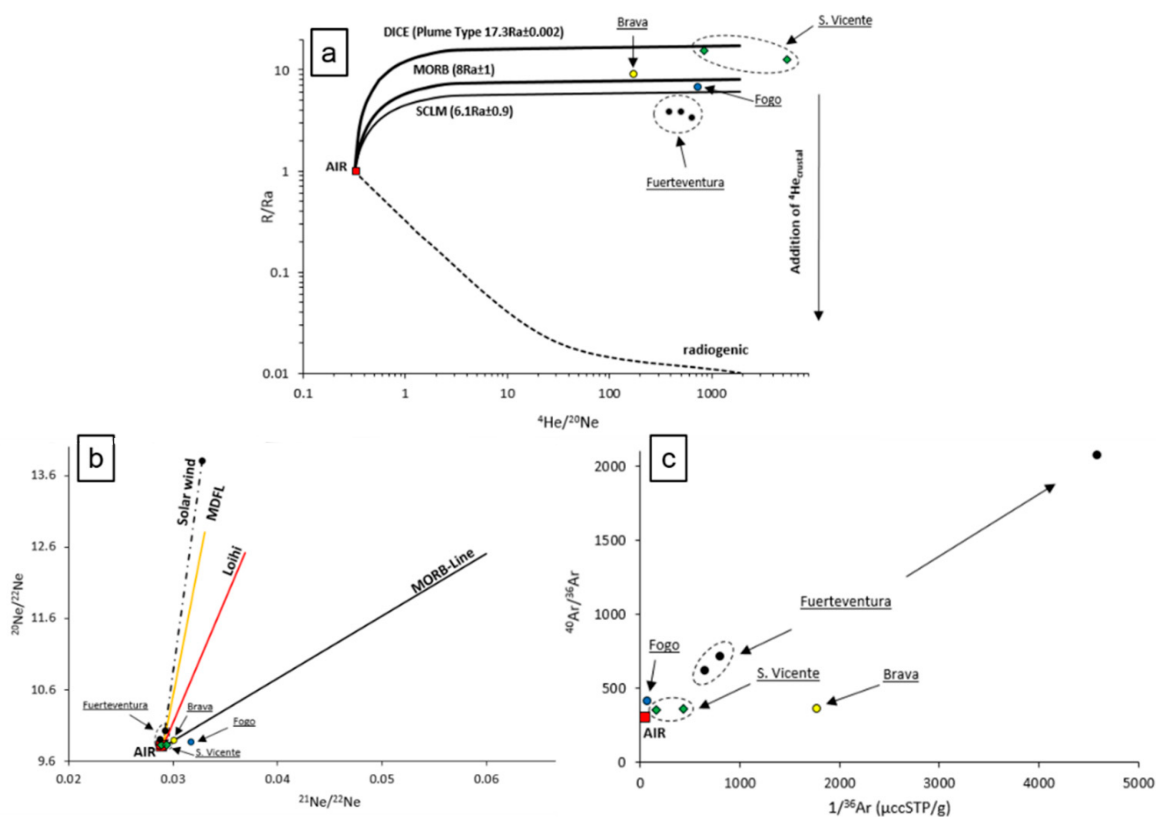 a
DICE (Plume Type 17.3Ra±0.002)
MORB (8Ra±1)
SCLM (6.1Ra±0.9)
Brava
S. Vicente
Fogo
Fuerteventura
AIR
radiogenic
Addition of ⁴He_crustal
R/Ra
10
1
0.1
0.01
0.1
1
10
100
1000
⁴He/²⁰Ne
b
Solar wind
MDFL
Loihi
MORB-Line
Fuerteventura
Brava
Fogo
S. Vicente
AIR
²⁰Ne/²²Ne
13.6
12.6
11.6
10.6
9.6
0.02
0.03
0.04
0.05
0.06
²¹Ne/²²Ne
c
Fuerteventura
Fogo
S. Vicente
Brava
AIR
⁴⁰Ar/³⁶Ar
2000
1500
1000
500
0
0
1000
2000
3000
4000
5000
1/³⁶Ar (µccSTP/g)